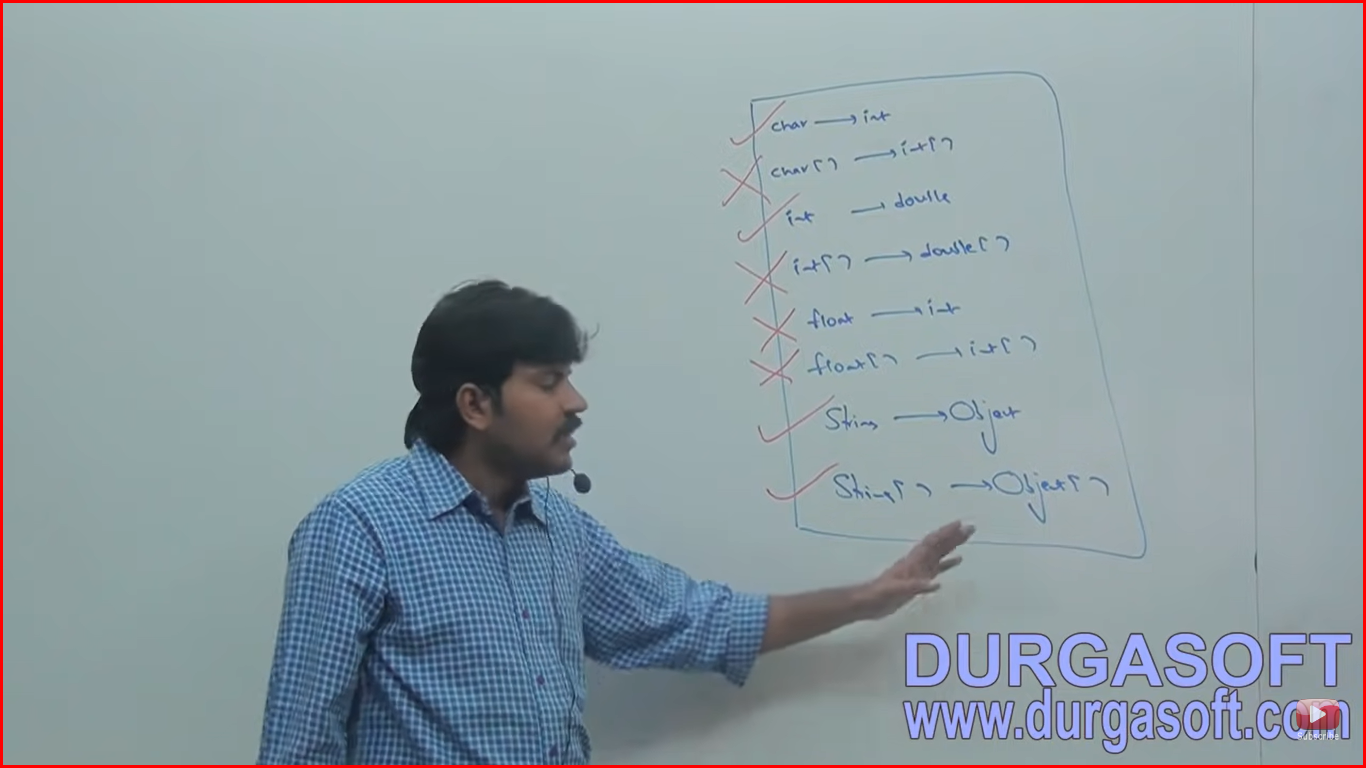 char → int
char[] → int[]
int → double
int[] → double[]
float → int
float[] → int[]
String → Object
String[] → Object[]
DURGASOFT
www.durgasoft.com
Subscribe